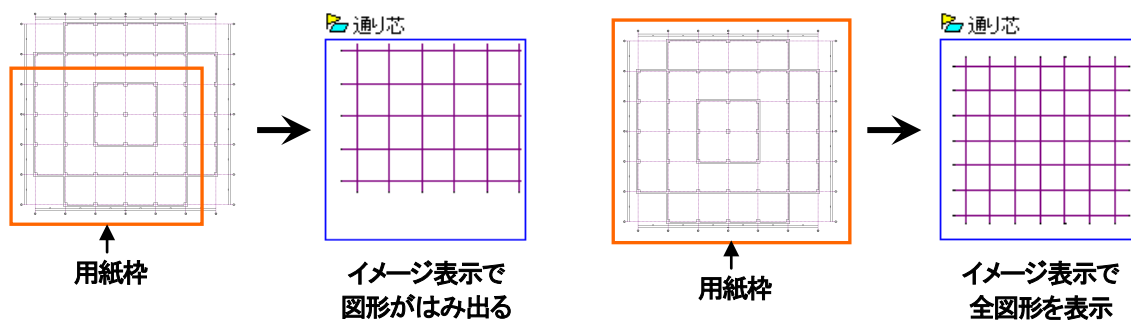 通り芯
用紙枠
イメージ表示で
図形がはみ出る
通り芯
用紙枠
イメージ表示で
全図形を表示